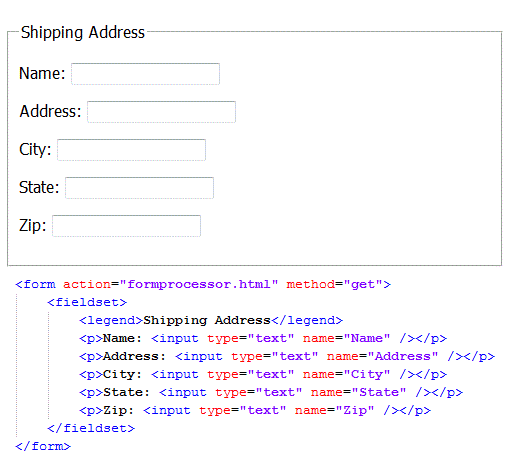 Shipping Address
Name:
Address:
City:
State:
Zip:
<form action="formprocessor.html" method="get">
<fieldset>
<legend>Shipping Address</legend>
<p>Name: <input type="text" name="Name" /></p>
<p>Address: <input type="text" name="Address" /></p>
<p>City: <input type="text" name="City" /></p>
<p>State: <input type="text" name="State" /></p>
<p>Zip: <input type="text" name="Zip" /></p>
</fieldset>
</form>